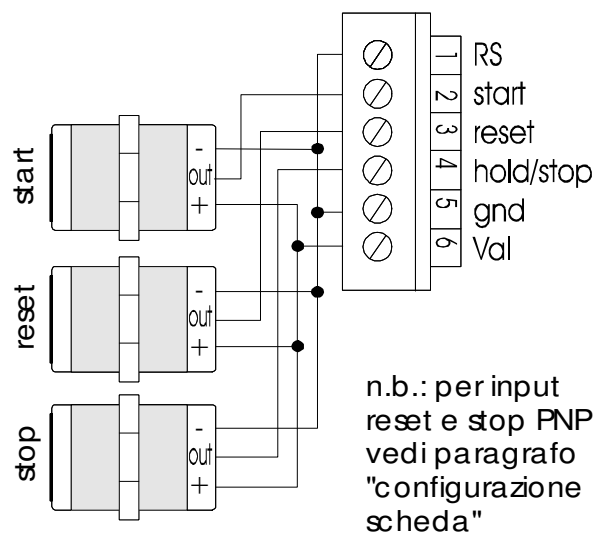 1 RS
2 start
3 reset
4 hold/stop
5 gnd
6 Val
start
-
out
+
reset
-
out
+
stop
-
out
+
n.b.: per input
reset e stop PNP
vedi paragrafo
"configurazione
scheda"